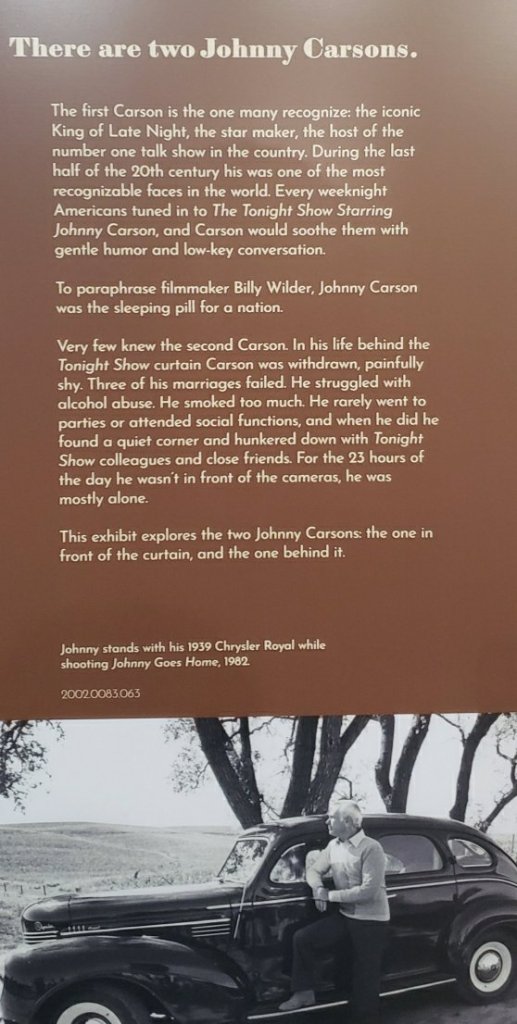 There are two Johnny Carsons.
The first Carson is the one many recognize: the iconic
King of Late Night, the star maker, the host of the
number one talk show in the country. During the last
half of the 20th century his was one of the most
recognizable faces in the world. Every weeknight
Americans tuned in to The Tonight Show Starring
Johnny Carson, and Carson would soothe them with
gentle humor and low-key conversation.
To paraphrase filmmaker Billy Wilder, Johnny Carson
was the sleeping pill for a nation.
Very few knew the second Carson. In his life behind the
Tonight Show curtain Carson was withdrawn, painfully
shy. Three of his marriages failed. He struggled with
alcohol abuse. He smoked too much. He rarely went to
parties or attended social functions, and when he did he
found a quiet corner and hunkered down with Tonight
Show colleagues and close friends. For the 23 hours of
the day he wasn't in front of the cameras, he was
mostly alone.
This exhibit explores the two Johnny Carsons: the one in
front of the curtain, and the one behind it.
Johnny stands with his 1939 Chrysler Royal while
shooting Johnny Goes Home, 1982.
2002.0083.063